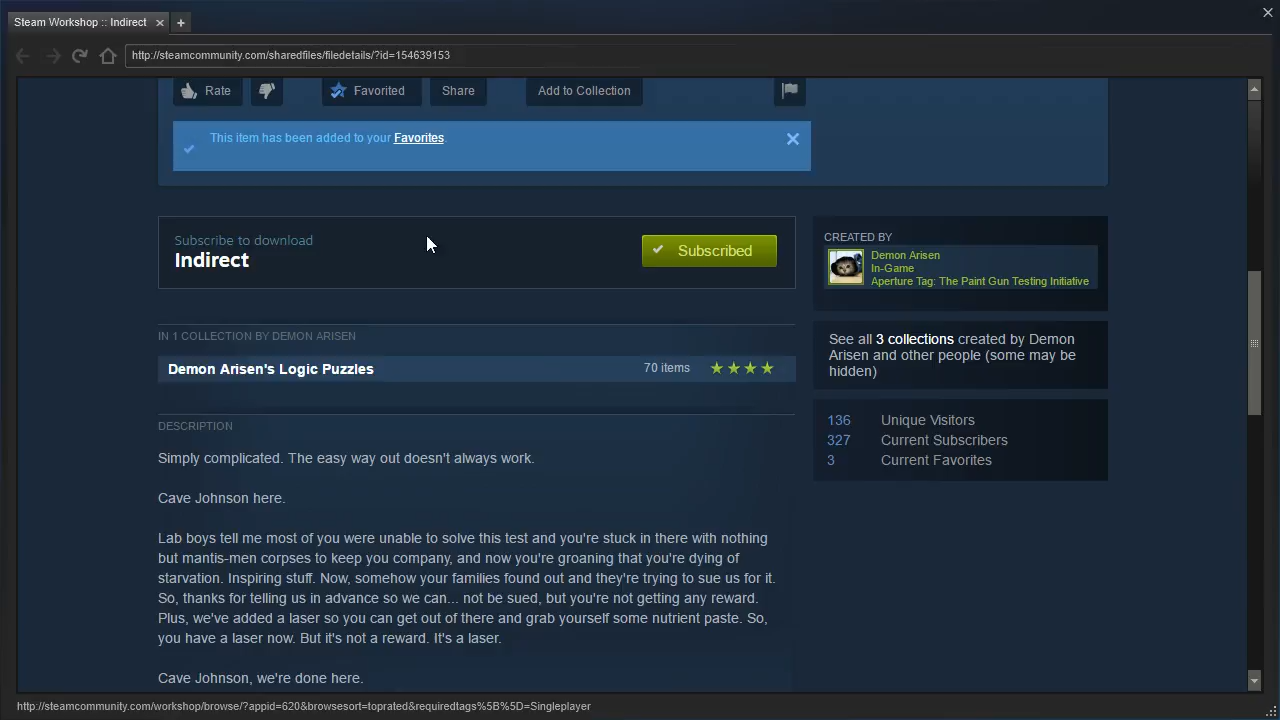 Steam Workshop :: Indirect
http://steamcommunity.com/sharedfiles/filedetails/?id=154639153
Rate
Favorited
Share
Add to Collection
This item has been added to your Favorites
Subscribe to download
Indirect
Subscribed
IN 1 COLLECTION BY DEMON ARISEN
Demon Arisen's Logic Puzzles
70 items
DESCRIPTION
Simply complicated. The easy way out doesn't always work.
Cave Johnson here.
Lab boys tell me most of you were unable to solve this test and you're stuck in there with nothing
but mantis-men corpses to keep you company, and now you're groaning that you're dying of
starvation. Inspiring stuff. Now, somehow your families found out and they're trying to sue us for it.
So, thanks for telling us in advance so we can... not be sued, but you're not getting any reward.
Plus, we've added a laser so you can get out of there and grab yourself some nutrient paste. So,
you have a laser now. But it's not a reward. It's a laser.
Cave Johnson, we're done here.
CREATED BY
Demon Arisen
In-Game
Aperture Tag: The Paint Gun Testing Initiative
See all 3 collections created by Demon
Arisen and other people (some may be
hidden)
136 Unique Visitors
327 Current Subscribers
3 Current Favorites
http://steamcommunity.com/workshop/browse/?appid=620&browsesort=toprated&requiredtags%5B%5D=Singleplayer